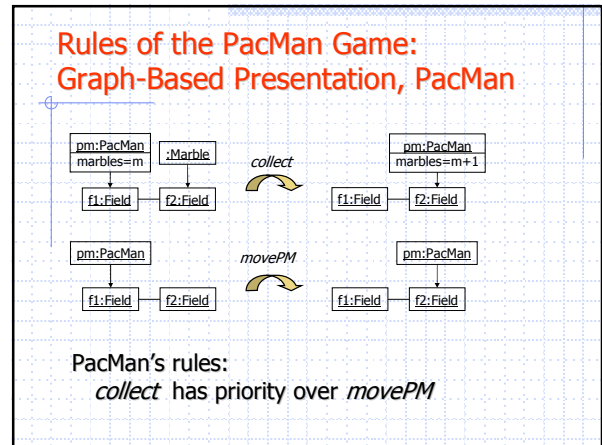 Rules of the PacMan Game:
Graph-Based Presentation, PacMan
pm:PacMan
marbles=m
:Marble
f1:Field
f2:Field
collect
pm:PacMan
marbles=m+1
f1:Field
f2:Field
pm:PacMan
f1:Field
f2:Field
movePM
pm:PacMan
f1:Field
f2:Field
PacMan's rules:
collect has priority over movePM